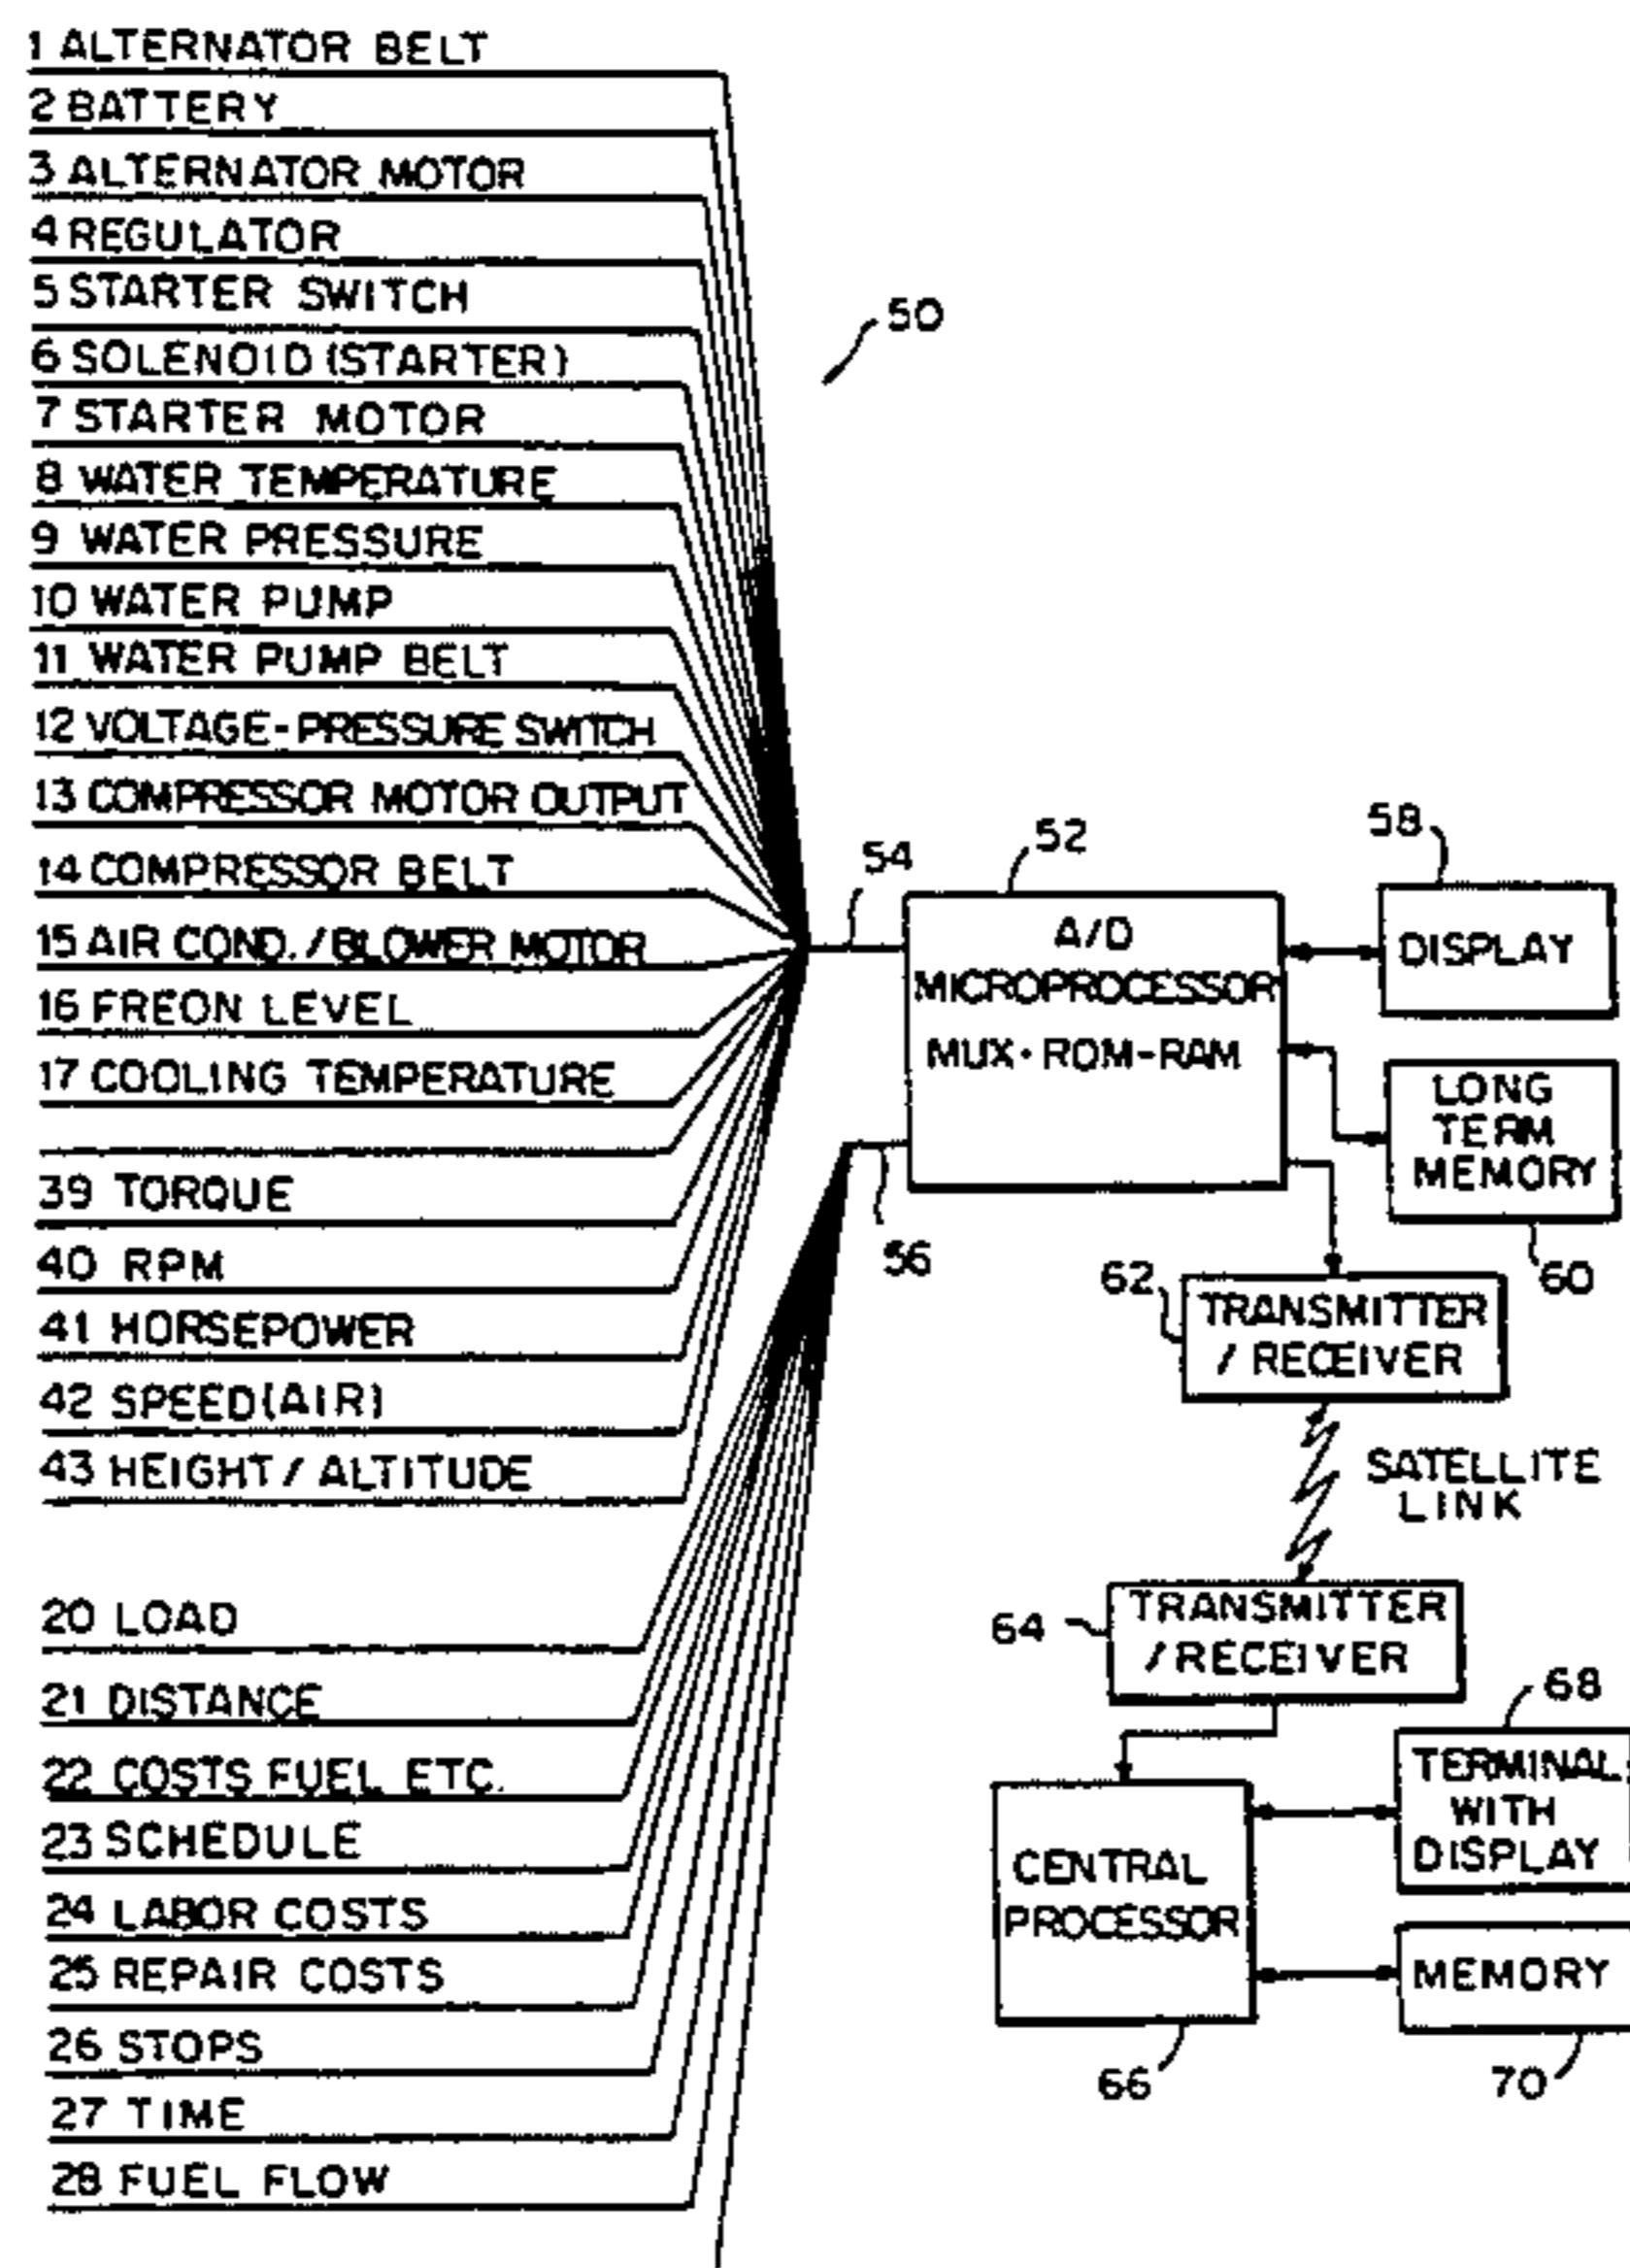 1 ALTERNATOR BELT
2 BATTERY
3 ALTERNATOR MOTOR
4 REGULATOR
5 STARTER SWITCH
6 SOLENOID (STARTER)
7 STARTER MOTOR
8 WATER TEMPERATURE
9 WATER PRESSURE
10 WATER PUMP
11 WATER PUMP BELT
12 VOLTAGE-PRESSURE SWITCH
13 COMPRESSOR MOTOR OUTPUT
14 COMPRESSOR BELT
15 AIR COND./BLOWER MOTOR
16 FREON LEVEL
17 COOLING TEMPERATURE
39 TORQUE
40 RPM
41 HORSEPOWER
42 SPEED(AIR)
43 HEIGHT/ALTITUDE
20 LOAD
21 DISTANCE
22 COSTS FUEL ETC.
23 SCHEDULE
24 LABOR COSTS
25 REPAIR COSTS
26 STOPS
27 TIME
28 FUEL FLOW
50
54
52
A/D
MICROPROCESSOR
MUX·ROM-RAM
56
58
DISPLAY
LONG
TERM
MEMORY
60
62
TRANSMITTER
/RECEIVER
SATELLITE
LINK
64
TRANSMITTER
/RECEIVER
CENTRAL
PROCESSOR
66
68
TERMINAL
WITH
DISPLAY
MEMORY
70